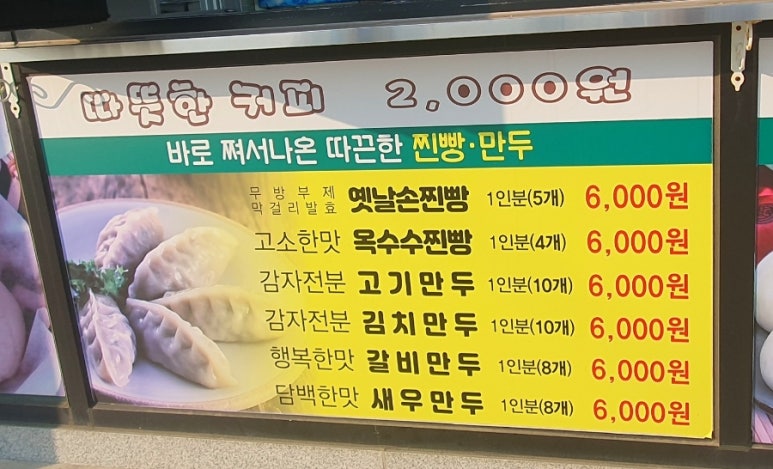 따뜻한 커피 2,000원
바로 쪄서나온 따끈한 찐빵·만두
무방부제 막걸리발효 옛날손찐빵 1인분(5개) 6,000원
고소한맛 옥수수찐빵 1인분(4개) 6,000원
감자전분 고기만두 1인분(10개) 6,000원
감자전분 김치만두 1인분(10개) 6,000원
행복한맛 갈비만두 1인분(8개) 6,000원
담백한맛 새우만두 1인분(8개) 6,000원